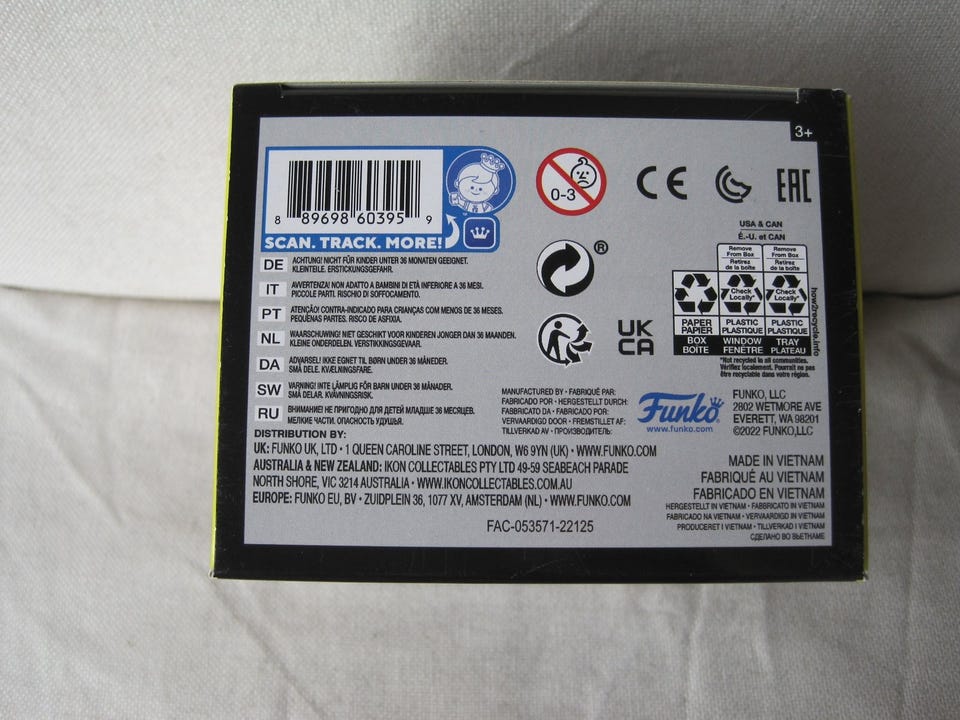 3+
8 89698 60395 9
SCAN. TRACK. MORE!
0-3
CE
EAC
®
UK
CA
USA & CAN
É.-U. et CAN
Remove From Box
Retirez de la boîte
Remove From Box
Retirez de la boîte
Check Locally*
Check Locally*
PAPER
PAPIER
BOX
BOÎTE
PLASTIC
PLASTIQUE
WINDOW
FENÊTRE
PLASTIC
PLASTIQUE
TRAY
PLATEAU
how2recycle.info
*Not recycled in all communities.
Vérifiez localement. Pourrait ne pas
être recyclable dans votre région.
DE ACHTUNG! NICHT FÜR KINDER UNTER 36 MONATEN GEEIGNET.
KLEINTEILE. ERSTICKUNGSGEFAHR.
IT AVVERTENZA! NON ADATTO A BAMBINI DI ETÀ INFERIORE A 36 MESI.
PICCOLE PARTI. RISCHIO DI SOFFOCAMENTO.
PT ATENÇÃO! CONTRA-INDICADO PARA CRIANÇAS COM MENOS DE 36 MESES.
PEQUENAS PARTES. RISCO DE ASFIXIA.
NL WAARSCHUWING! NIET GESCHIKT VOOR KINDEREN JONGER DAN 36 MAANDEN.
KLEINE ONDERDELEN. VERSTIKKINGSGEVAAR.
DA ADVARSEL! IKKE EGNET TIL BØRN UNDER 36 MÅNEDER.
SMÅ DELE. KVÆLNINGSFARE.
SW VARNING! INTE LÄMPLIG FÖR BARN UNDER 36 MÅNADER.
SMÅ DELAR. KVÄVNINGSRISK.
RU ВНИМАНИЕ! НЕ ПРИГОДНО ДЛЯ ДЕТЕЙ МЛАДШЕ 36 МЕСЯЦЕВ.
МЕЛКИЕ ЧАСТИ. ОПАСНОСТЬ УДУШЬЯ.
MANUFACTURED BY • FABRIQUÉ PAR:
FABRICADO POR • HERGESTELLT DURCH:
FABBRICATO DA • FABRICADO POR:
VERVAARDIGD DOOR • FREMSTILLET AF:
TILLVERKAD AV • ПРОИЗВОДИТЕЛЬ:
Funko
www.funko.com
FUNKO, LLC
2802 WETMORE AVE
EVERETT, WA 98201
©2022 FUNKO,LLC
DISTRIBUTION BY:
UK: FUNKO UK, LTD • 1 QUEEN CAROLINE STREET, LONDON, W6 9YN (UK) • WWW.FUNKO.COM
AUSTRALIA & NEW ZEALAND: IKON COLLECTABLES PTY LTD 49-59 SEABEACH PARADE
NORTH SHORE, VIC 3214 AUSTRALIA • WWW.IKONCOLLECTABLES.COM.AU
EUROPE: FUNKO EU, BV • ZUIDPLEIN 36, 1077 XV, AMSTERDAM (NL) • WWW.FUNKO.COM
FAC-053571-22125
MADE IN VIETNAM
FABRIQUÉ AU VIETNAM
FABRICADO EN VIETNAM
HERGESTELLT IN VIETNAM • FABBRICATO IN VIETNAM
FABRICADO NA VIETNAM • VERVAARDIGD IN VIETNAM
PRODUCERET I VIETNAM • TILLVERKAD I VIETNAM
СДЕЛАНО ВО ВЬЕТНАМЕ